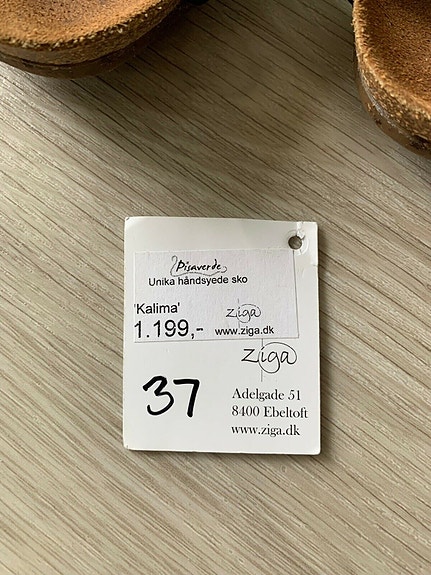 Pisaverde
Unika håndsyede sko
'Kalima'
ziga
1.199,- www.ziga.dk
ziga
37
Adelgade 51
8400 Ebeltoft
www.ziga.dk